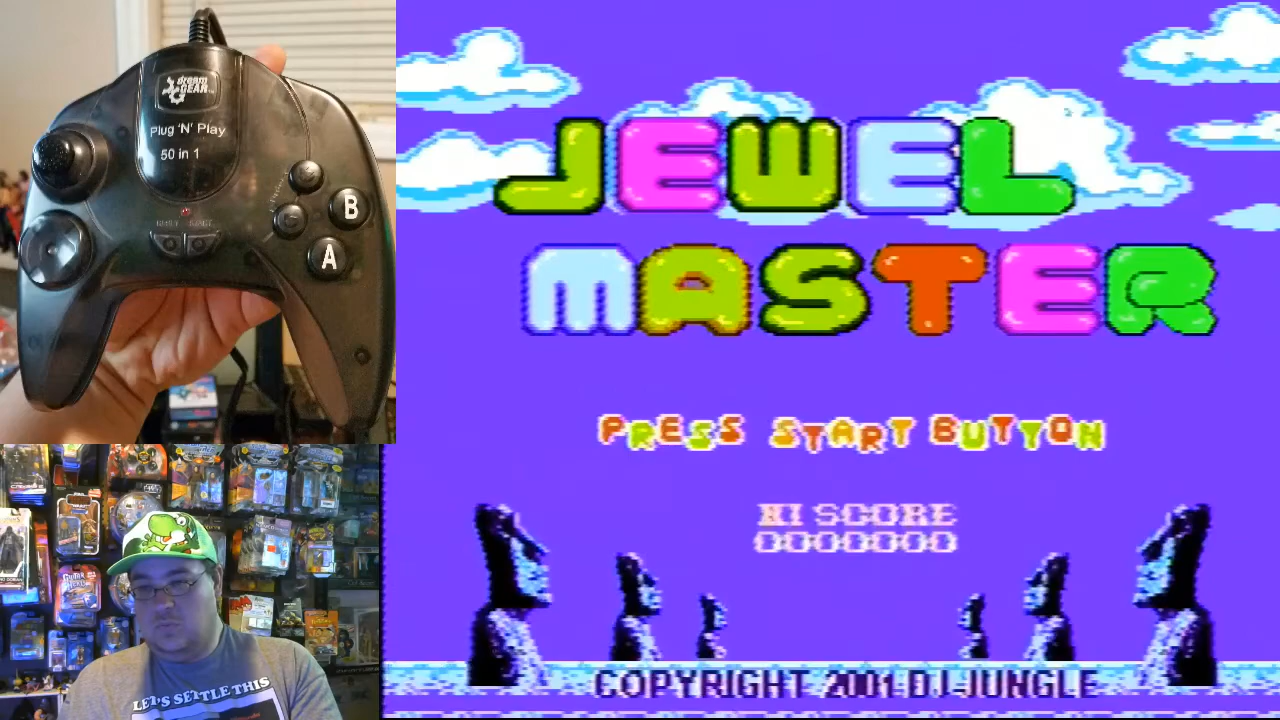 dream
GEAR
Plug 'N' Play
50 in 1
B
A
JEWEL
MASTER
PRESS START BUTTON
HI SCORE
0000000
COPYRIGHT 2001 DJ-JUNGLE
LET'S SETTLE THIS